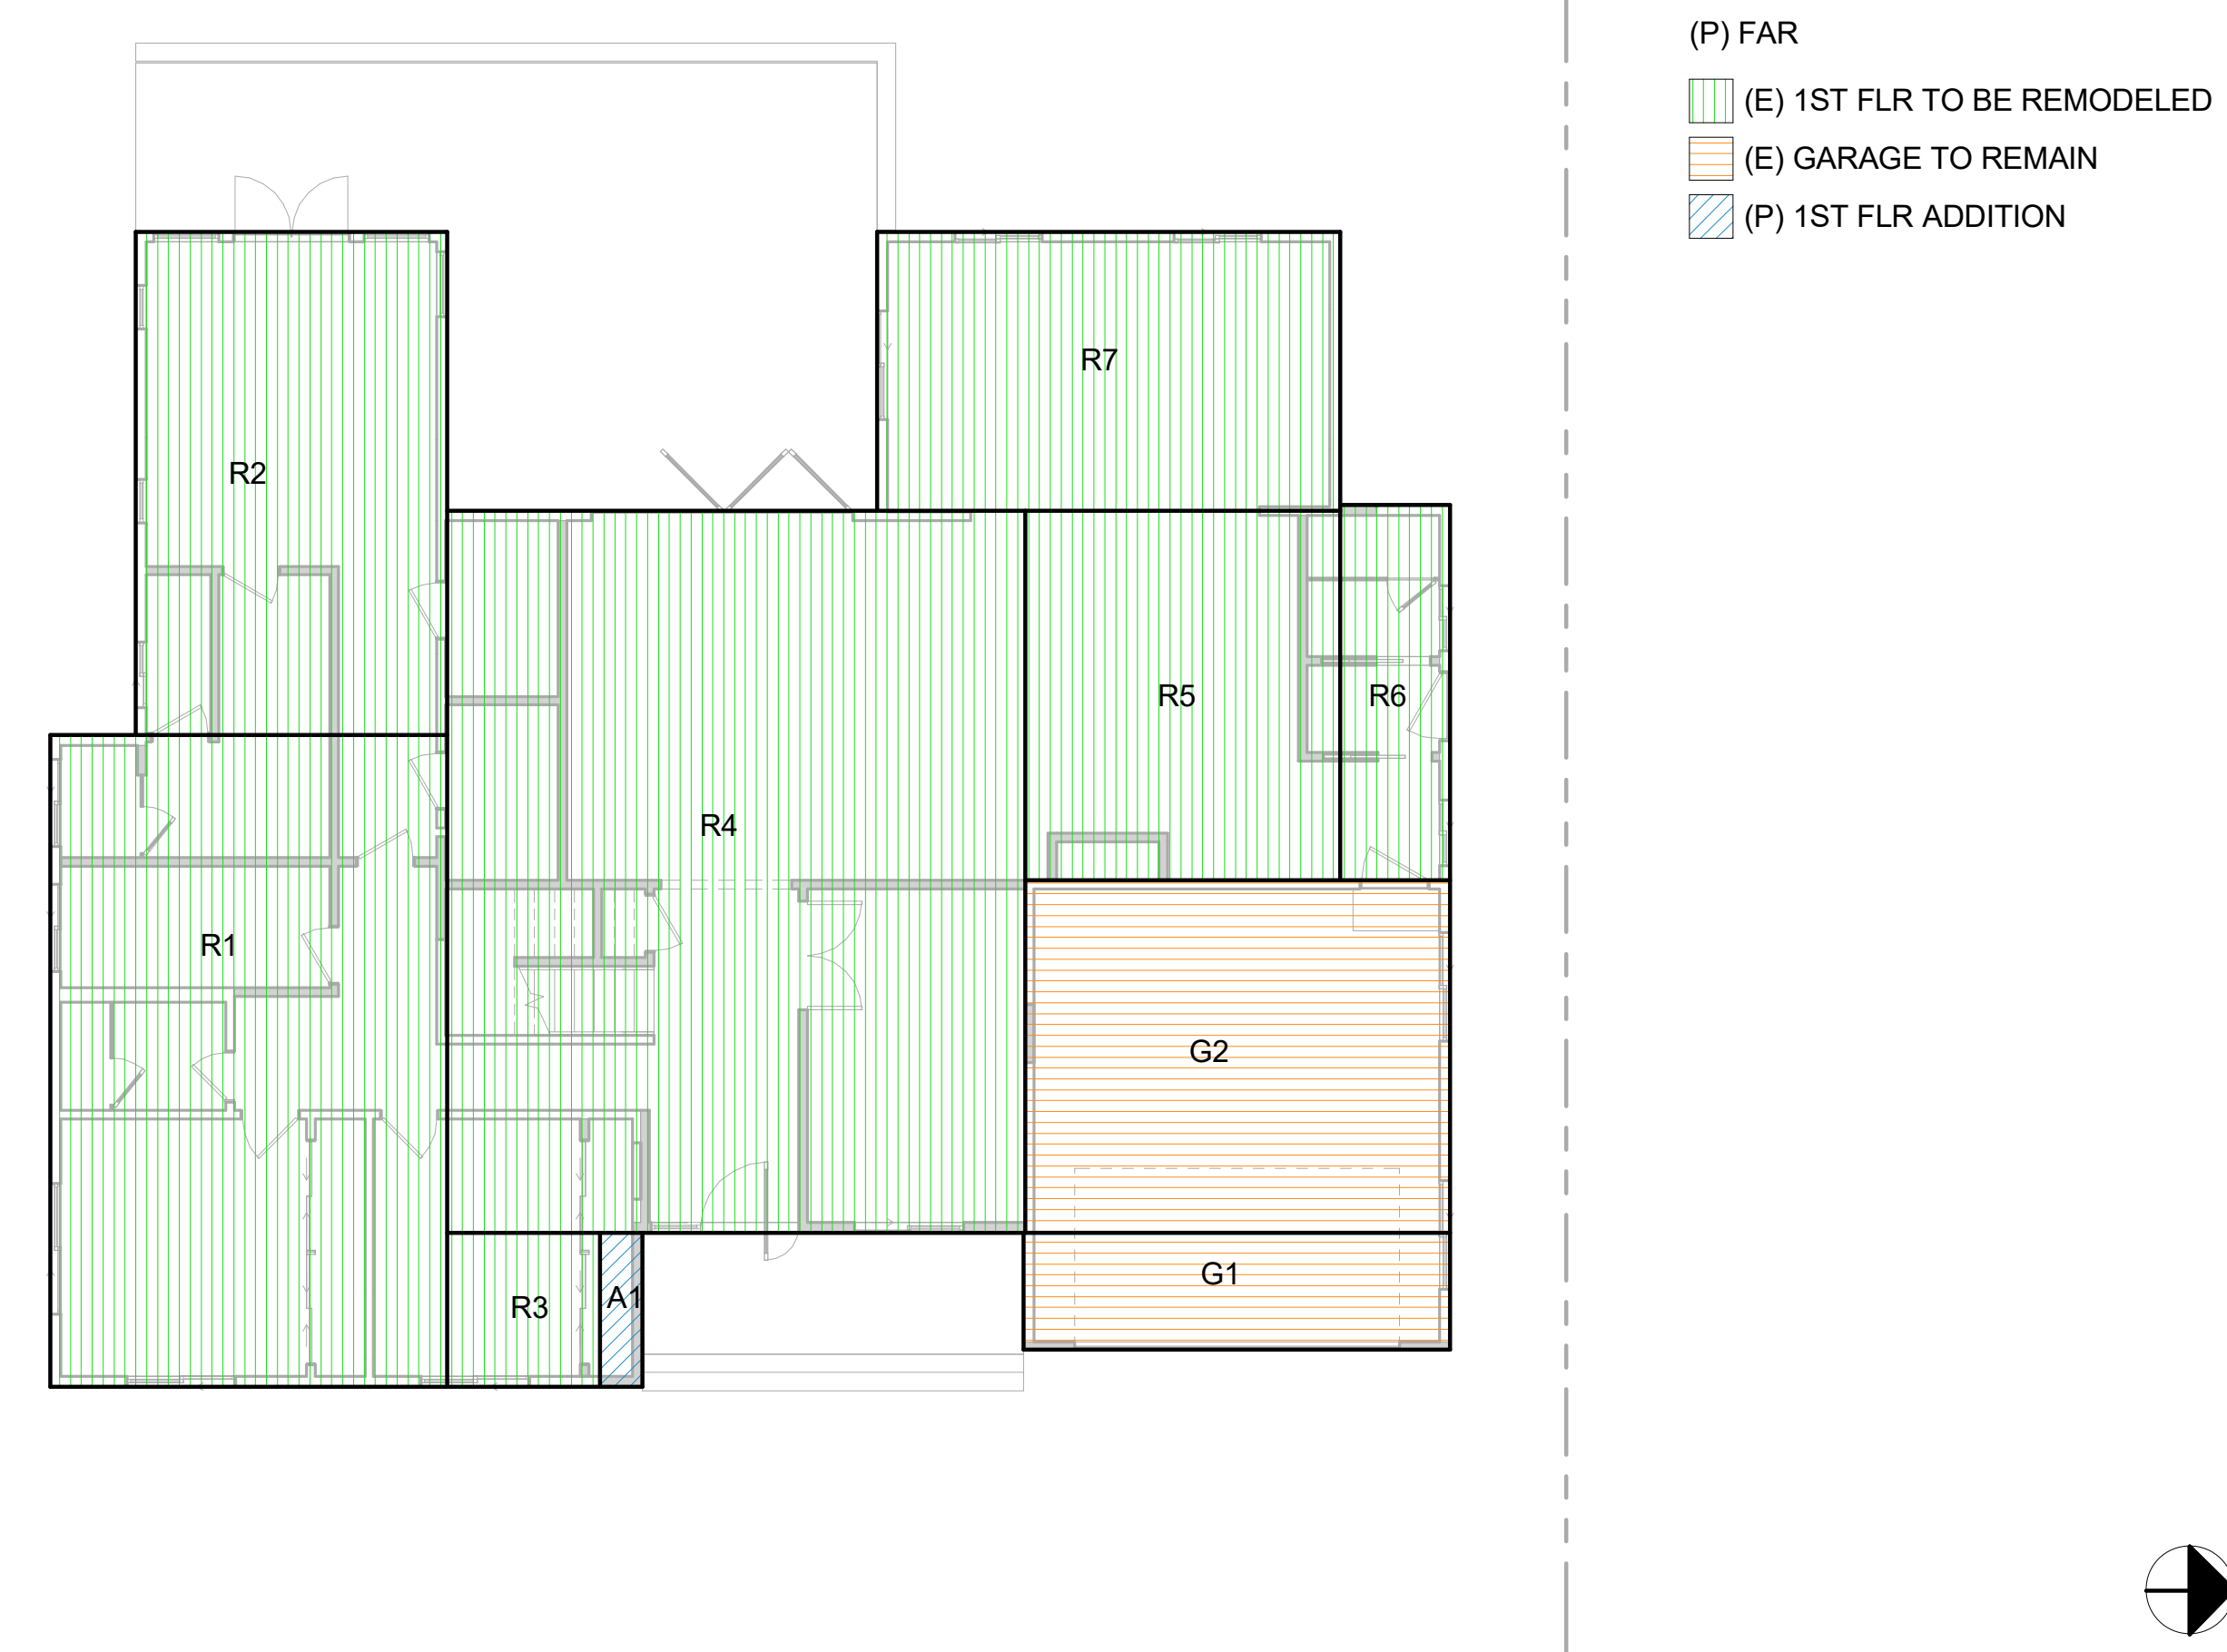 (P) FAR
(E) 1ST FLR TO BE REMODELED
(E) GARAGE TO REMAIN
(P) 1ST FLR ADDITION
R7
R2
R5
R6
R4
R1
G2
G1
A1
R3